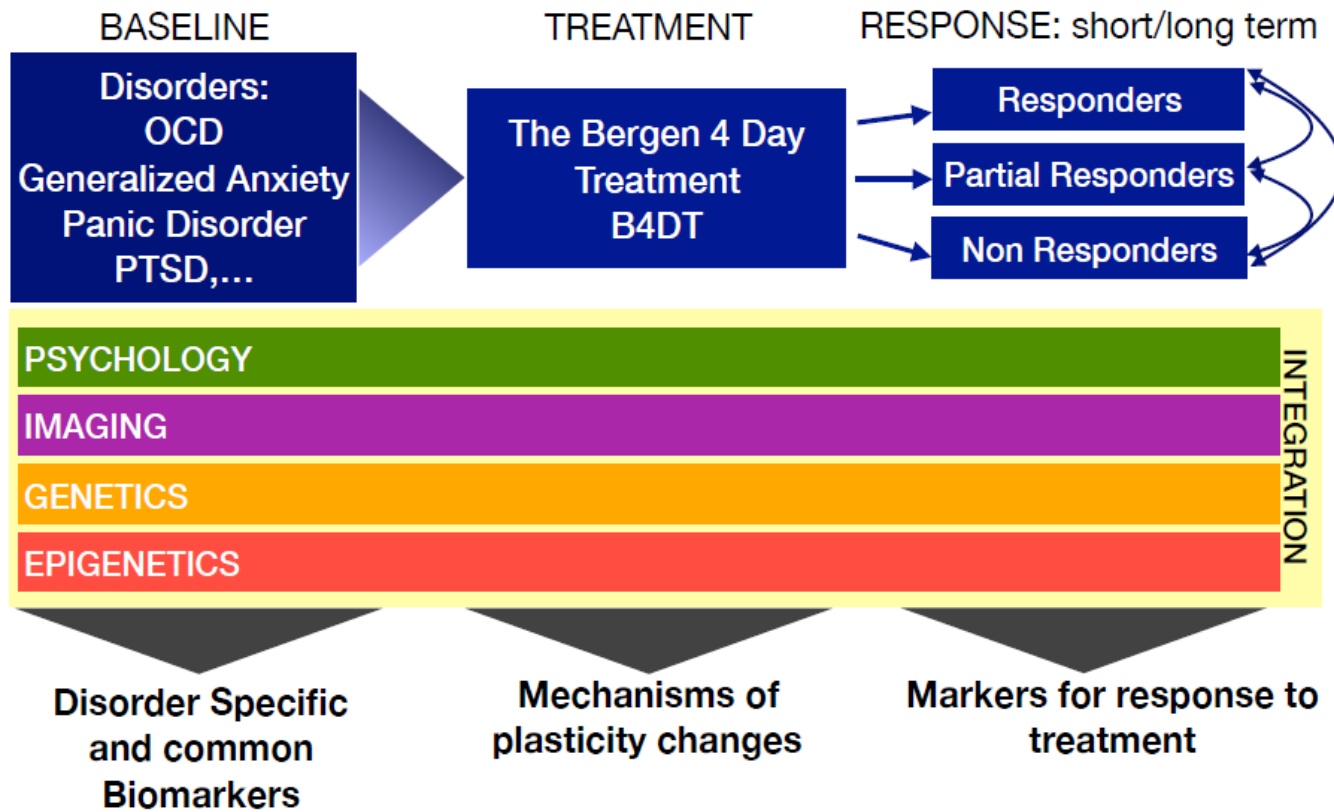 BASELINE
TREATMENT
RESPONSE: short/long term
Disorders:
OCD
Generalized Anxiety
Panic Disorder
PTSD,...
The Bergen 4 Day
Treatment
B4DT
Responders
Partial Responders
Non Responders
PSYCHOLOGY
IMAGING
GENETICS
EPIGENETICS
INTEGRATION
Disorder Specific
and common
Biomarkers
Mechanisms of
plasticity changes
Markers for response to
treatment